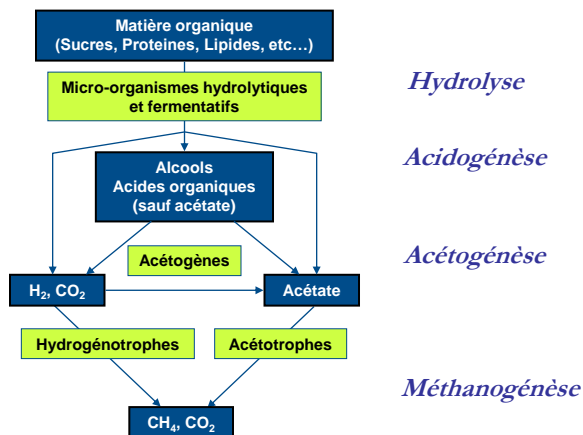 Matière organique
(Sucres, Proteines, Lipides, etc…)
Micro-organismes hydrolytiques
et fermentatifs
Hydrolyse
Alcools
Acides organiques
(sauf acétate)
Acidogénèse
Acétogènes
Acétogénèse
H₂, CO₂
Acétate
Hydrogénotrophes
Acétotrophes
Méthanogénèse
CH₄, CO₂